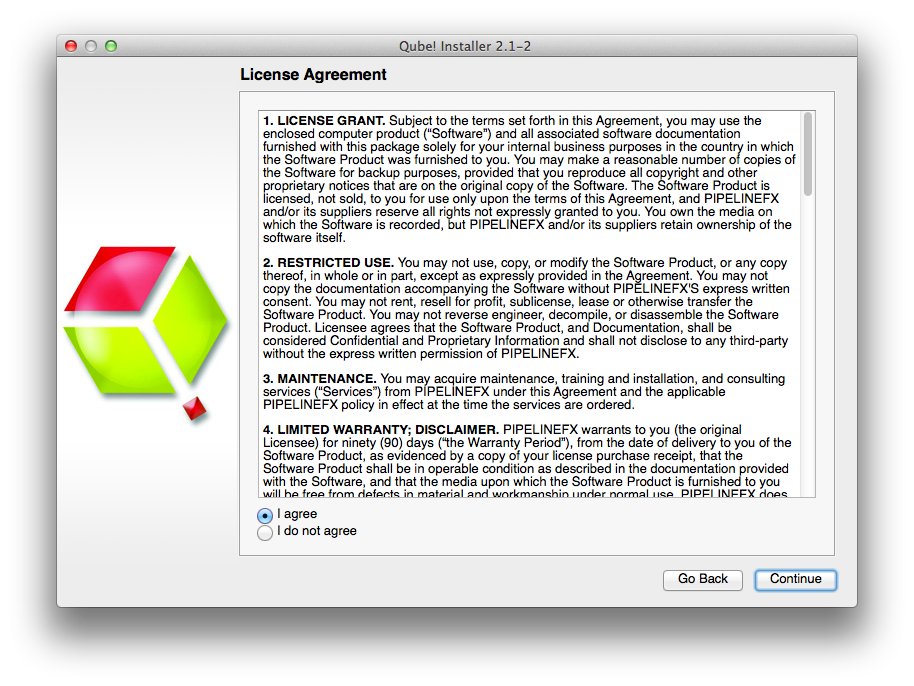 Qube! Installer 2.1-2
License Agreement
1. LICENSE GRANT. Subject to the terms set forth in this Agreement, you may use the
enclosed computer product (“Software”) and all associated software documentation
furnished with this package solely for your internal business purposes in the country in which
the Software Product was furnished to you. You may make a reasonable number of copies of
the Software for backup purposes, provided that you reproduce all copyright and other
proprietary notices that are on the original copy of the Software. The Software Product is
licensed, not sold, to you for use only upon the terms of this Agreement, and PIPELINEFX
and/or its suppliers reserve all rights not expressly granted to you. You own the media on
which the Software is recorded, but PIPELINEFX and/or its suppliers retain ownership of the
software itself.
2. RESTRICTED USE. You may not use, copy, or modify the Software Product, or any copy
thereof, in whole or in part, except as expressly provided in the Agreement. You may not
copy the documentation accompanying the Software without PIPELINEFX'S express written
consent. You may not rent, resell for profit, sublicense, lease or otherwise transfer the
Software Product. You may not reverse engineer, decompile, or disassemble the Software
Product. Licensee agrees that the Software Product, and Documentation, shall be
considered Confidential and Proprietary Information and shall not disclose to any third-party
without the express written permission of PIPELINEFX.
3. MAINTENANCE. You may acquire maintenance, training and installation, and consulting
services (“Services”) from PIPELINEFX under this Agreement and the applicable
PIPELINEFX policy in effect at the time the services are ordered.
4. LIMITED WARRANTY; DISCLAIMER. PIPELINEFX warrants to you (the original
Licensee) for ninety (90) days (“the Warranty Period”), from the date of delivery to you of the
Software Product, as evidenced by a copy of your license purchase receipt, that the
Software Product shall be in operable condition as described in the documentation provided
with the Software, and that the media upon which the Software Product is furnished to you
will be free from defects in material and workmanship under normal use. PIPELINEFX does
I agree
I do not agree
Go Back
Continue